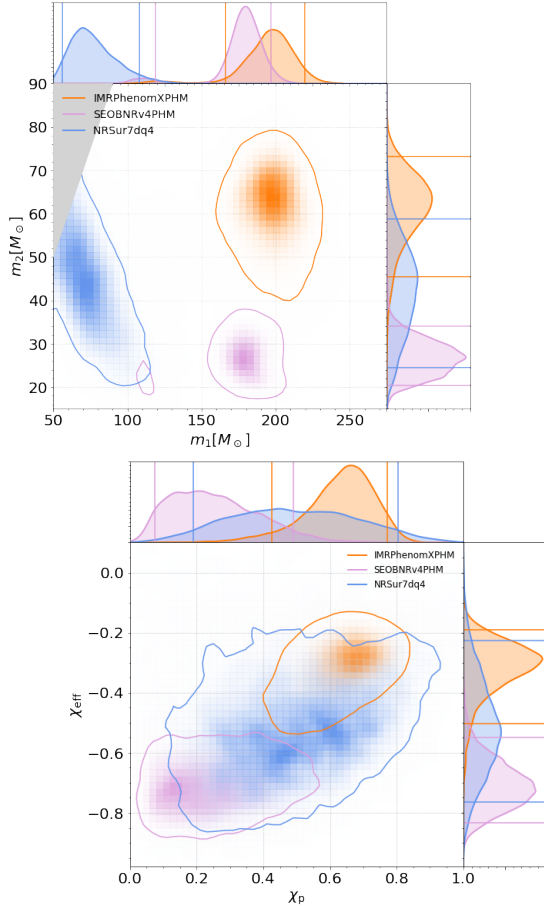 90
80
70
60
50
40
30
20
m₂[M⊙]
IMRPhenomXPHM
SEOBNRv4PHM
NRSur7dq4
50
100
150
200
250
m₁[M⊙]
IMRPhenomXPHM
SEOBNRv4PHM
NRSur7dq4
0.0
−0.2
−0.4
−0.6
−0.8
χeff
0.0
0.2
0.4
0.6
0.8
1.0
χp